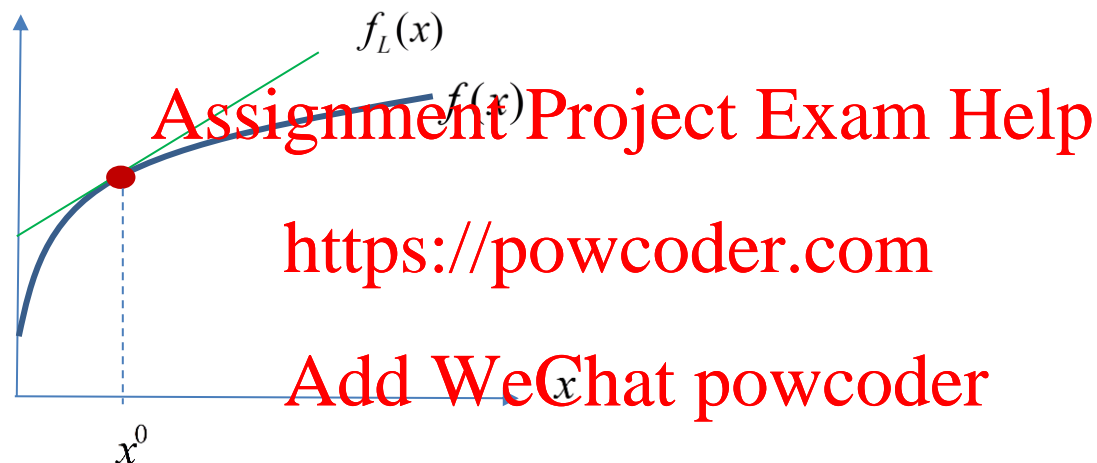 f_L(x)
f(x)
Assignment Project Exam Help
https://powcoder.com
Add WeChat powcoder
x
x^0